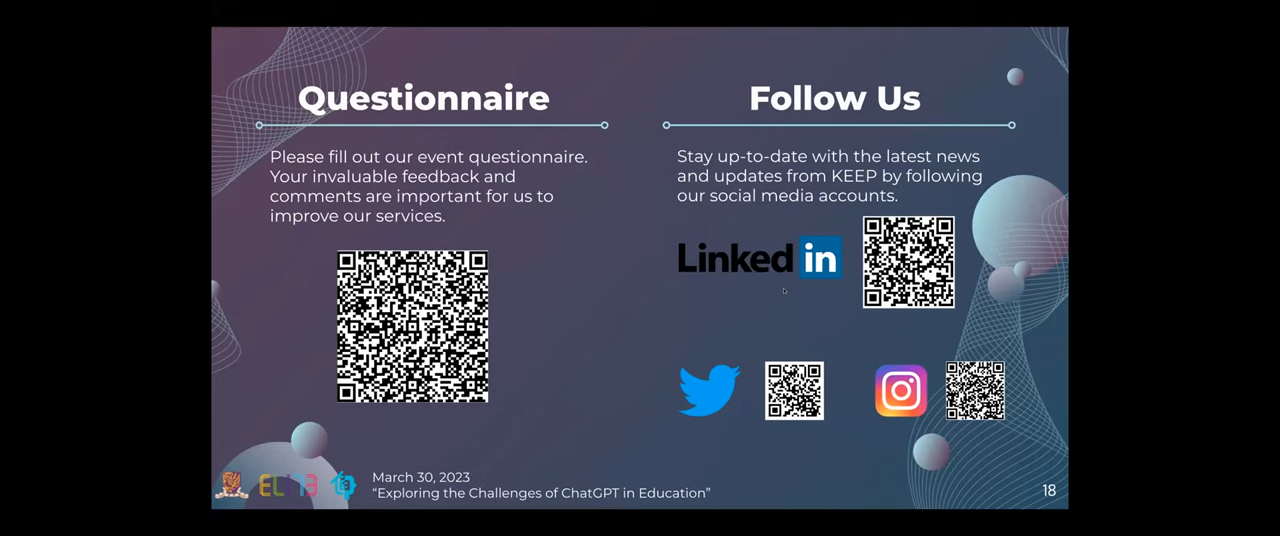 Questionnaire
Please fill out our event questionnaire.
Your invaluable feedback and
comments are important for us to
improve our services.
Follow Us
Stay up-to-date with the latest news
and updates from KEEP by following
our social media accounts.
Linked in
March 30, 2023
“Exploring the Challenges of ChatGPT in Education”
18